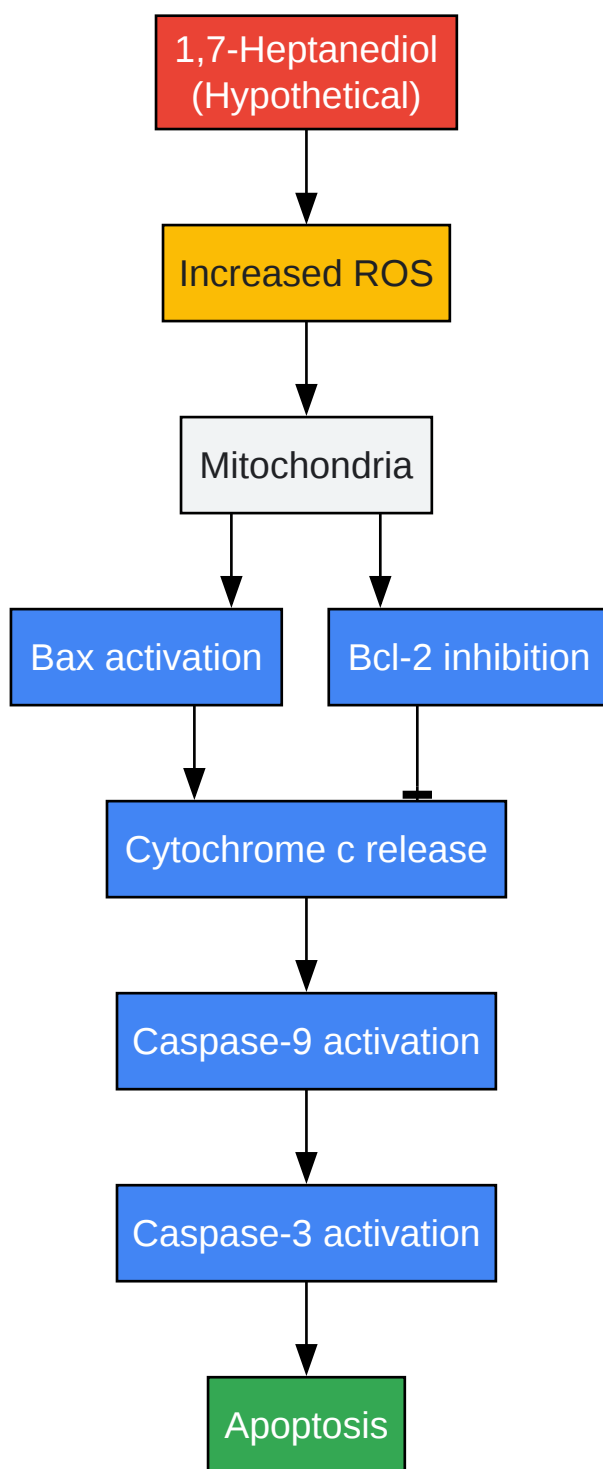 1,7-Heptanediol
(Hypothetical)
Increased ROS
Mitochondria
Bax activation
Bcl-2 inhibition
Cytochrome c release
Caspase-9 activation
Caspase-3 activation
Apoptosis